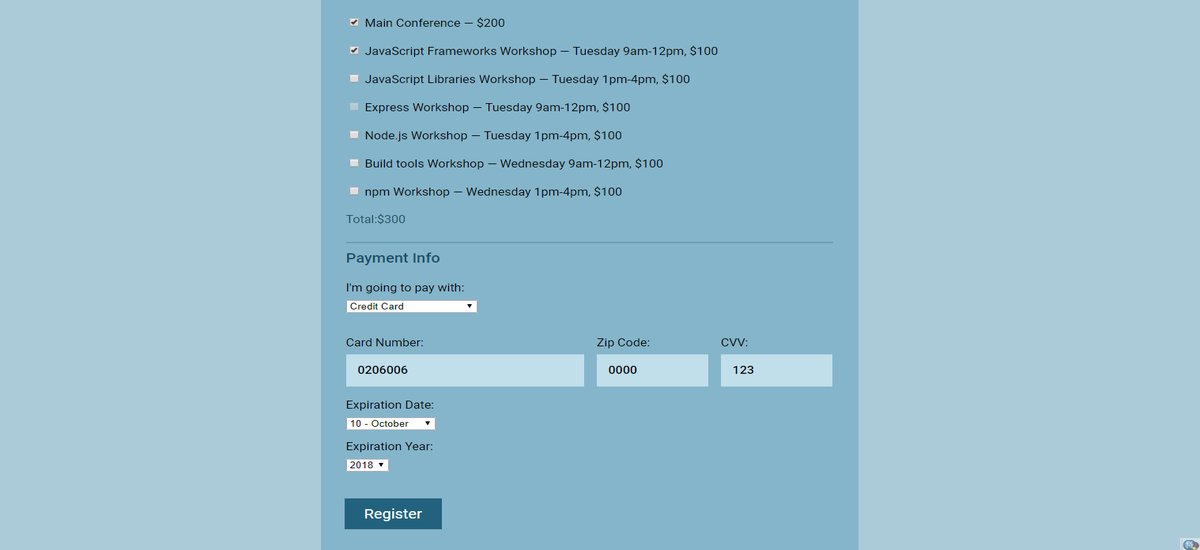 Main Conference — $200
JavaScript Frameworks Workshop — Tuesday 9am-12pm, $100
JavaScript Libraries Workshop — Tuesday 1pm-4pm, $100
Express Workshop — Tuesday 9am-12pm, $100
Node.js Workshop — Tuesday 1pm-4pm, $100
Build tools Workshop — Wednesday 9am-12pm, $100
npm Workshop — Wednesday 1pm-4pm, $100
Total:$300
Payment Info
I'm going to pay with:
Credit Card
Card Number: Zip Code: CVV:
0206006 0000 123
Expiration Date:
10 - October
Expiration Year:
2018
Register